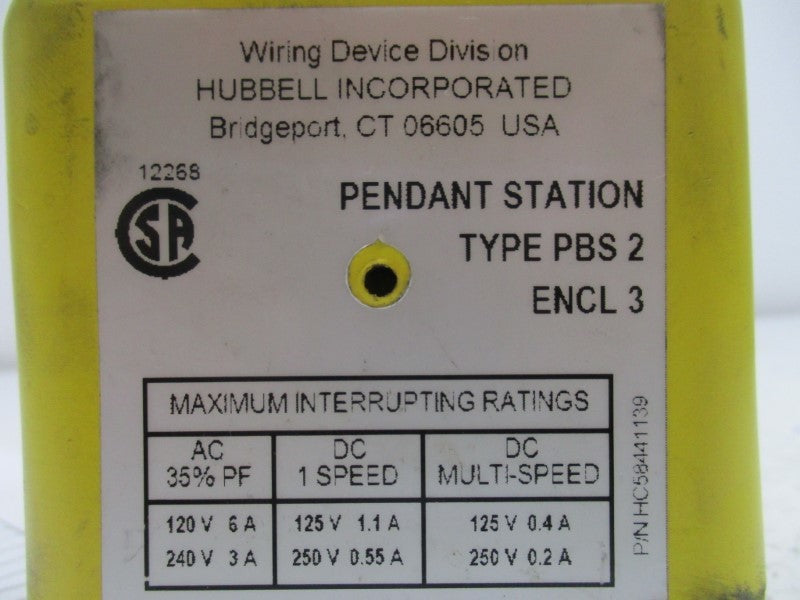 Wiring Device Division
HUBBELL INCORPORATED
Bridgeport, CT 06605 USA
12268
CSA
PENDANT STATION
TYPE PBS 2
ENCL 3
MAXIMUM INTERRUPTING RATINGS
AC DC DC
35% PF 1 SPEED MULTI-SPEED
120 V 6 A 125 V 1.1 A 125 V 0.4 A
240 V 3 A 250 V 0.55 A 250 V 0.2 A
P/N HC58441139